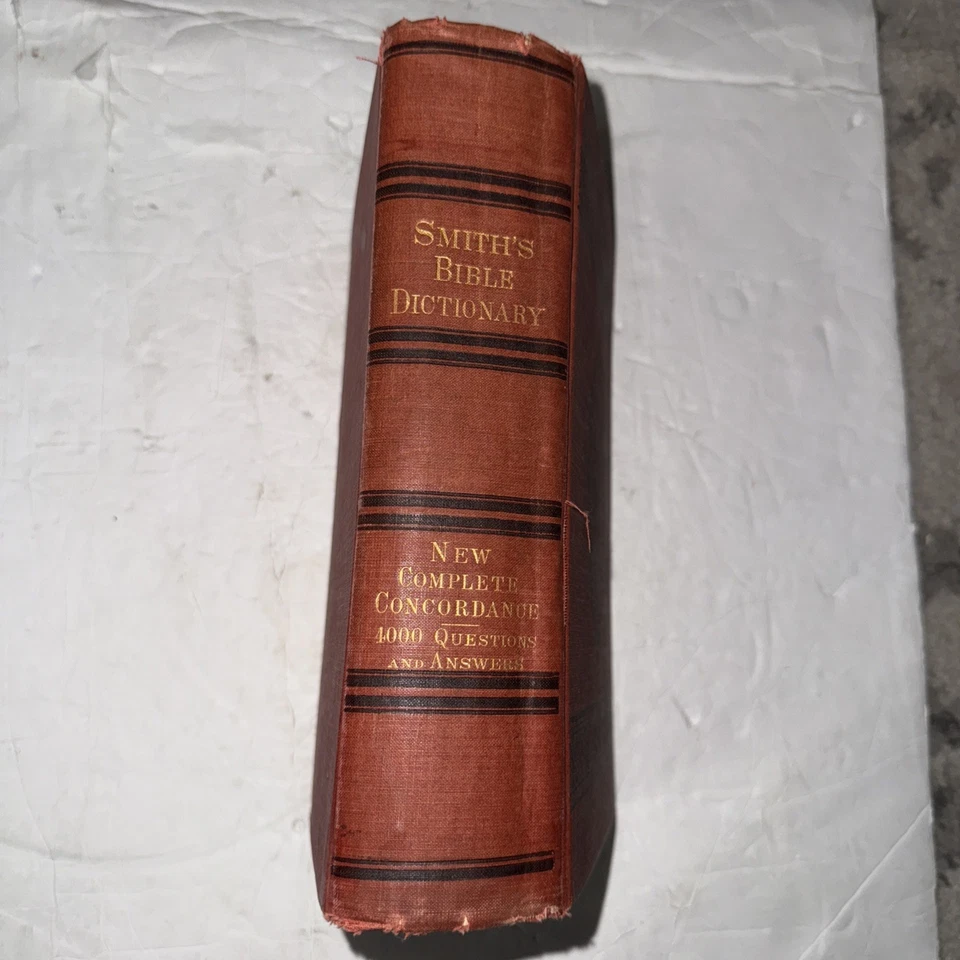 SMITH'S
BIBLE
DICTIONARY
NEW
COMPLETE
CONCORDANCE
4000 QUESTIONS
AND ANSWERS